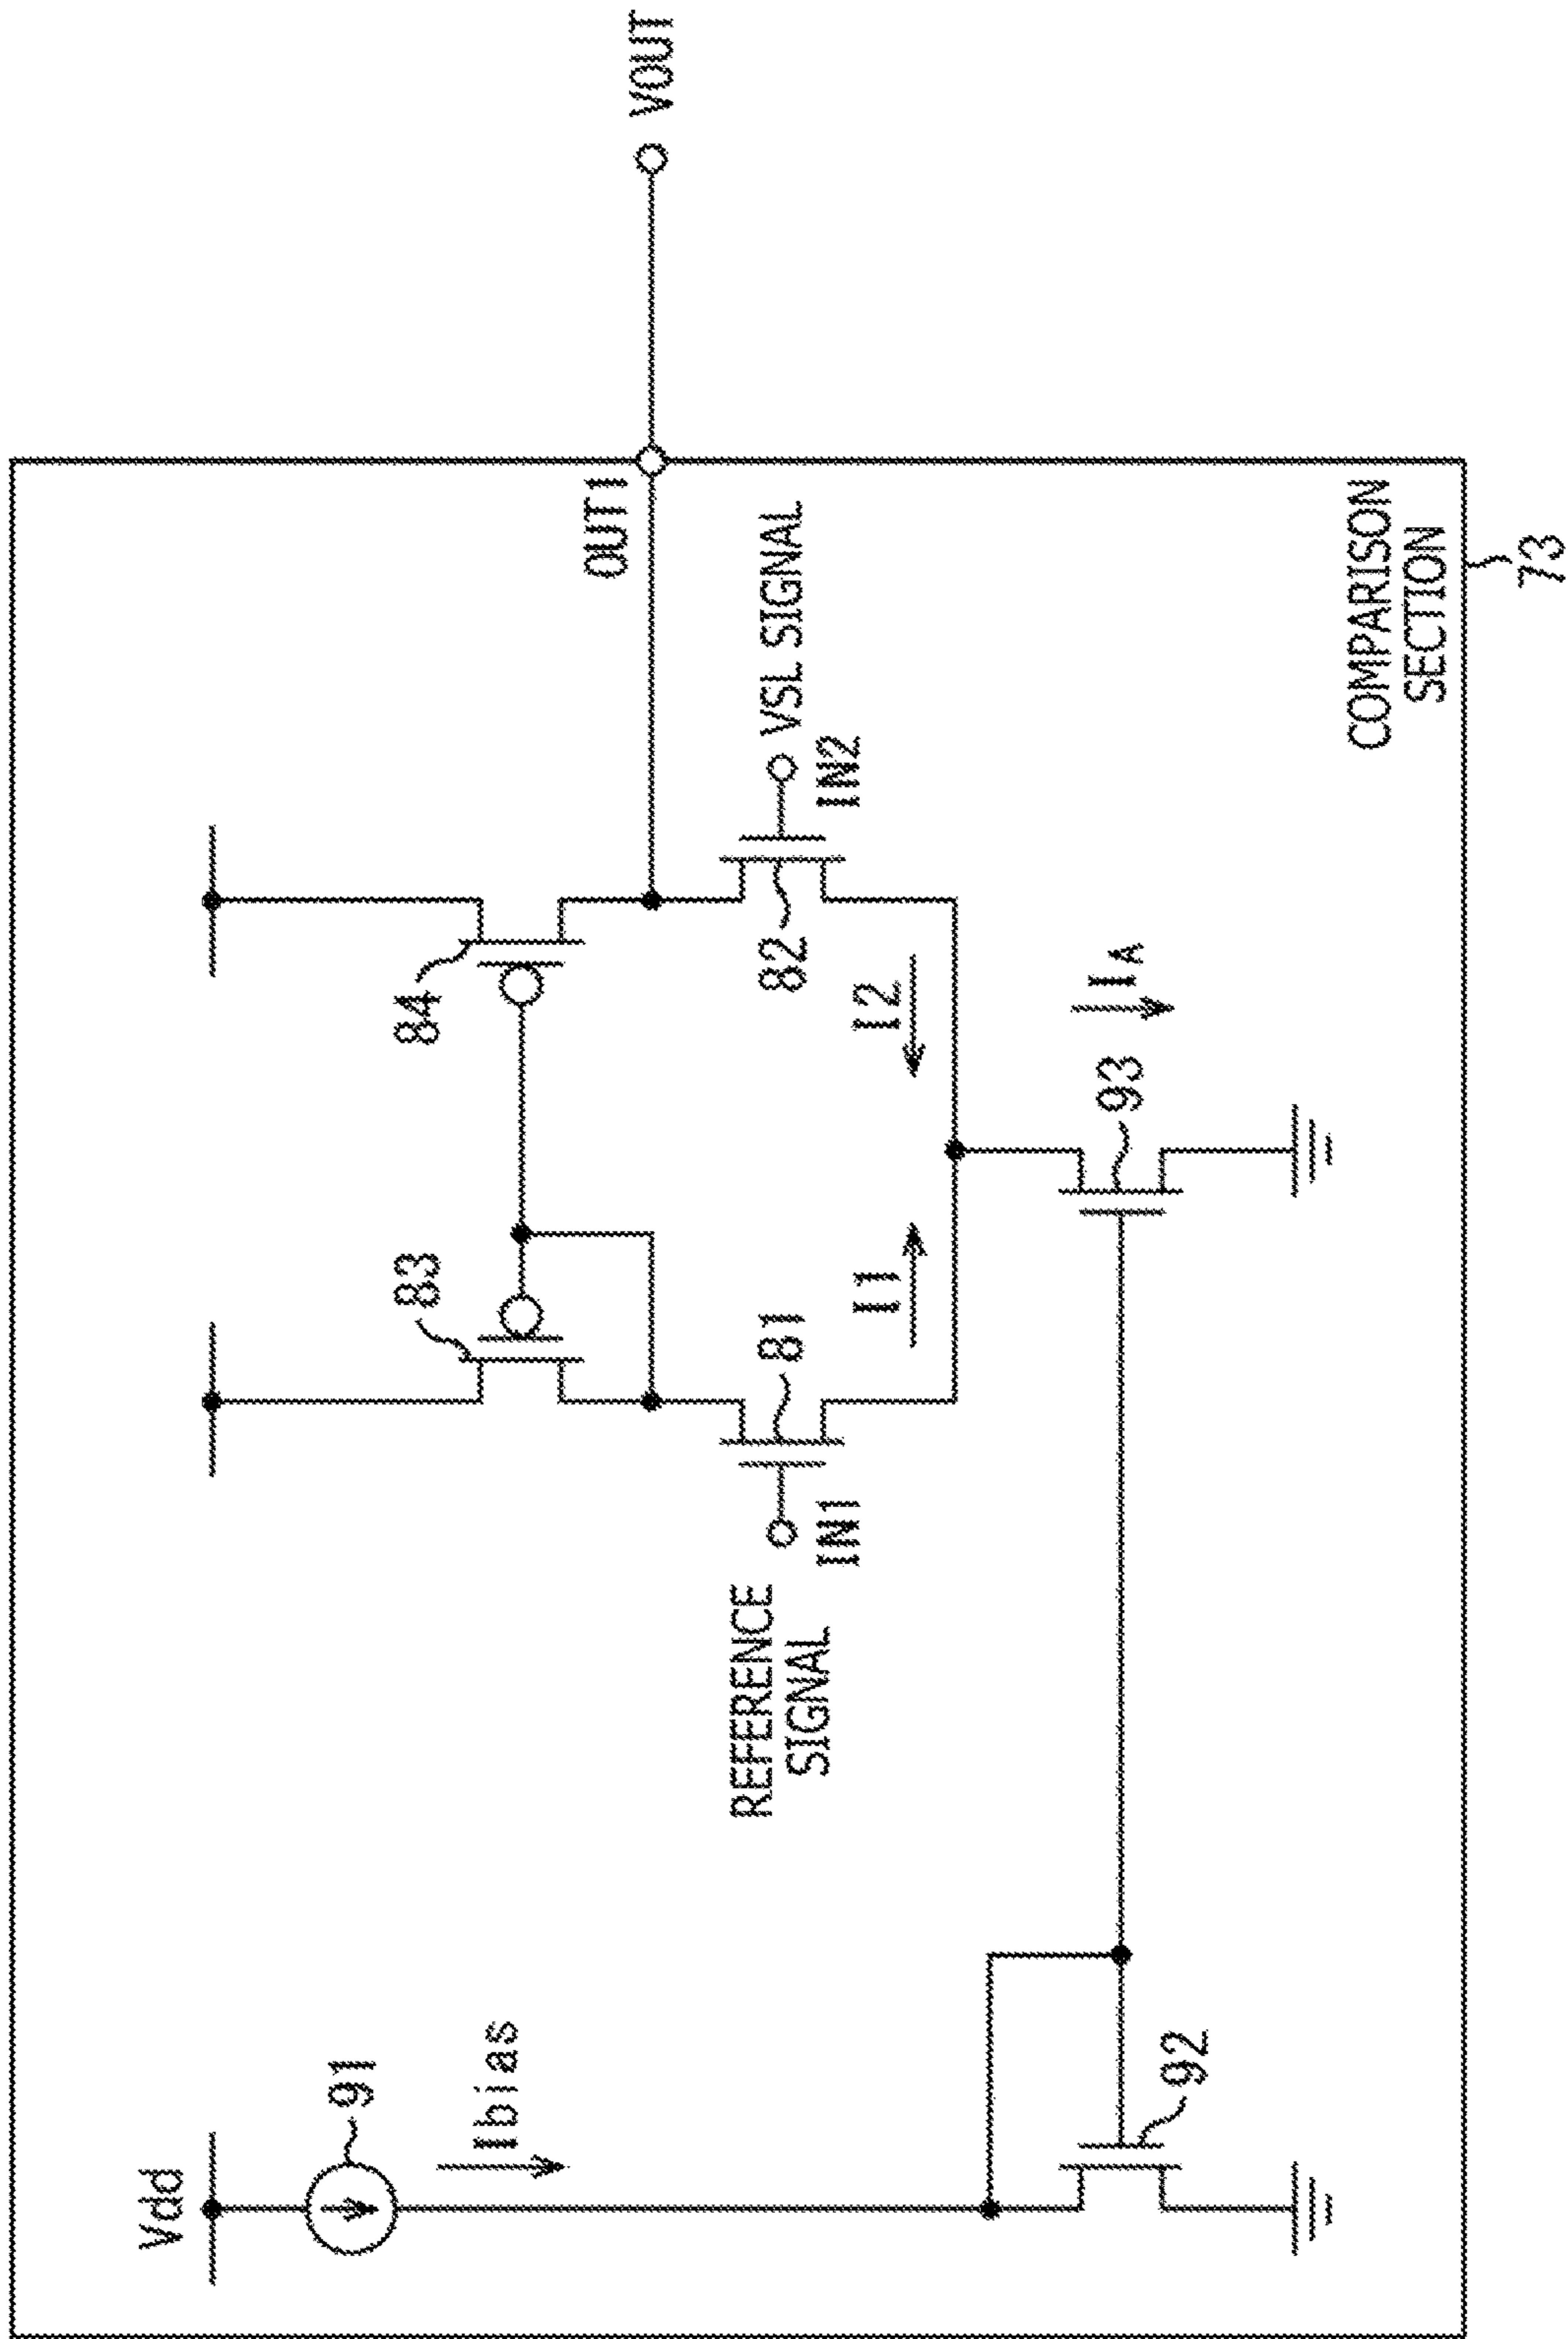 Vdd
91
Ibias
92
83
84
REFERENCE
SIGNAL
IN1
81
82
VSL SIGNAL
IN2
I1
I2
93
IIA
OUT1
VOUT
COMPARISON
SECTION
73